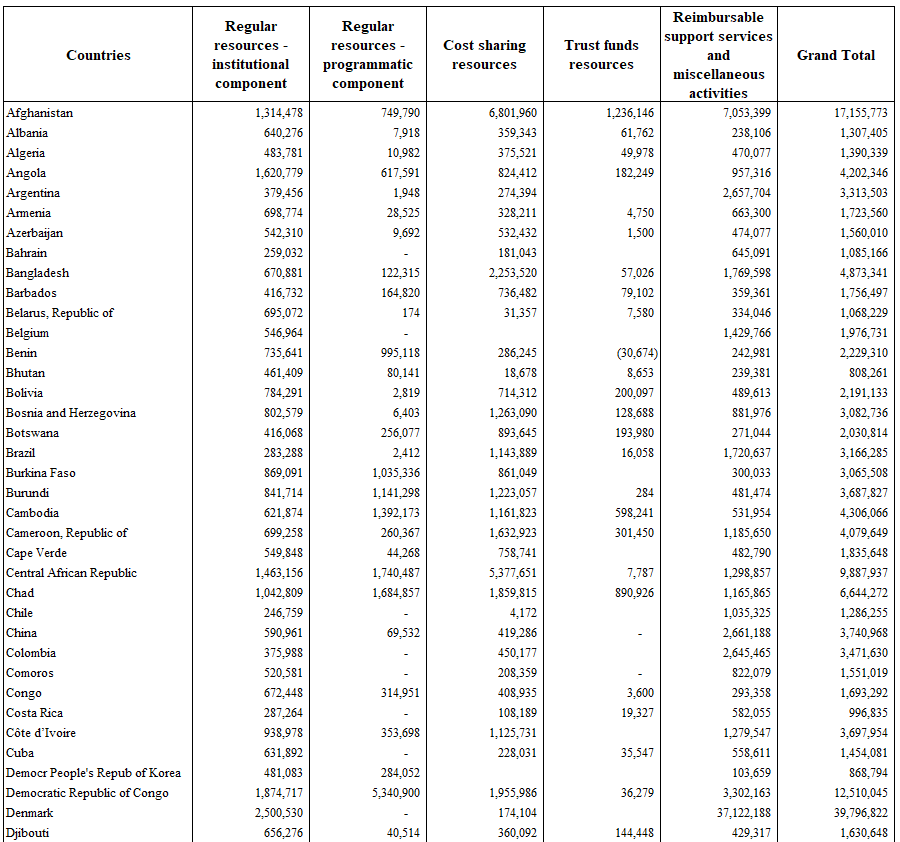 Countries Regular resources - institutional component Regular resources - programmatic component Cost sharing resources Trust funds resources Reimbursable support services and miscellaneous activities Grand Total
Afghanistan 1,314,478 749,790 6,801,960 1,236,146 7,053,399 17,155,773
Albania 640,276 7,918 359,343 61,762 238,106 1,307,405
Algeria 483,781 10,982 375,521 49,978 470,077 1,390,339
Angola 1,620,779 617,591 824,412 182,249 957,316 4,202,346
Argentina 379,456 1,948 274,394 2,657,704 3,313,503
Armenia 698,774 28,525 328,211 4,750 663,300 1,723,560
Azerbaijan 542,310 9,692 532,432 1,500 474,077 1,560,010
Bahrain 259,032 - 181,043 645,091 1,085,166
Bangladesh 670,881 122,315 2,253,520 57,026 1,769,598 4,873,341
Barbados 416,732 164,820 736,482 79,102 359,361 1,756,497
Belarus, Republic of 695,072 174 31,357 7,580 334,046 1,068,229
Belgium 546,964 - 1,429,766 1,976,731
Benin 735,641 995,118 286,245 (30,674) 242,981 2,229,310
Bhutan 461,409 80,141 18,678 8,653 239,381 808,261
Bolivia 784,291 2,819 714,312 200,097 489,613 2,191,133
Bosnia and Herzegovina 802,579 6,403 1,263,090 128,688 881,976 3,082,736
Botswana 416,068 256,077 893,645 193,980 271,044 2,030,814
Brazil 283,288 2,412 1,143,889 16,058 1,720,637 3,166,285
Burkina Faso 869,091 1,035,336 861,049 300,033 3,065,508
Burundi 841,714 1,141,298 1,223,057 284 481,474 3,687,827
Cambodia 621,874 1,392,173 1,161,823 598,241 531,954 4,306,066
Cameroon, Republic of 699,258 260,367 1,632,923 301,450 1,185,650 4,079,649
Cape Verde 549,848 44,268 758,741 482,790 1,835,648
Central African Republic 1,463,156 1,740,487 5,377,651 7,787 1,298,857 9,887,937
Chad 1,042,809 1,684,857 1,859,815 890,926 1,165,865 6,644,272
Chile 246,759 - 4,172 1,035,325 1,286,255
China 590,961 69,532 419,286 - 2,661,188 3,740,968
Colombia 375,988 - 450,177 2,645,465 3,471,630
Comoros 520,581 - 208,359 - 822,079 1,551,019
Congo 672,448 314,951 408,935 3,600 293,358 1,693,292
Costa Rica 287,264 - 108,189 19,327 582,055 996,835
Côte d'Ivoire 938,978 353,698 1,125,731 1,279,547 3,697,954
Cuba 631,892 - 228,031 35,547 558,611 1,454,081
Democr People's Repub of Korea 481,083 284,052 103,659 868,794
Democratic Republic of Congo 1,874,717 5,340,900 1,955,986 36,279 3,302,163 12,510,045
Denmark 2,500,530 174,104 37,122,188 39,796,822
Djibouti 656,276 40,514 360,092 144,448 429,317 1,630,648